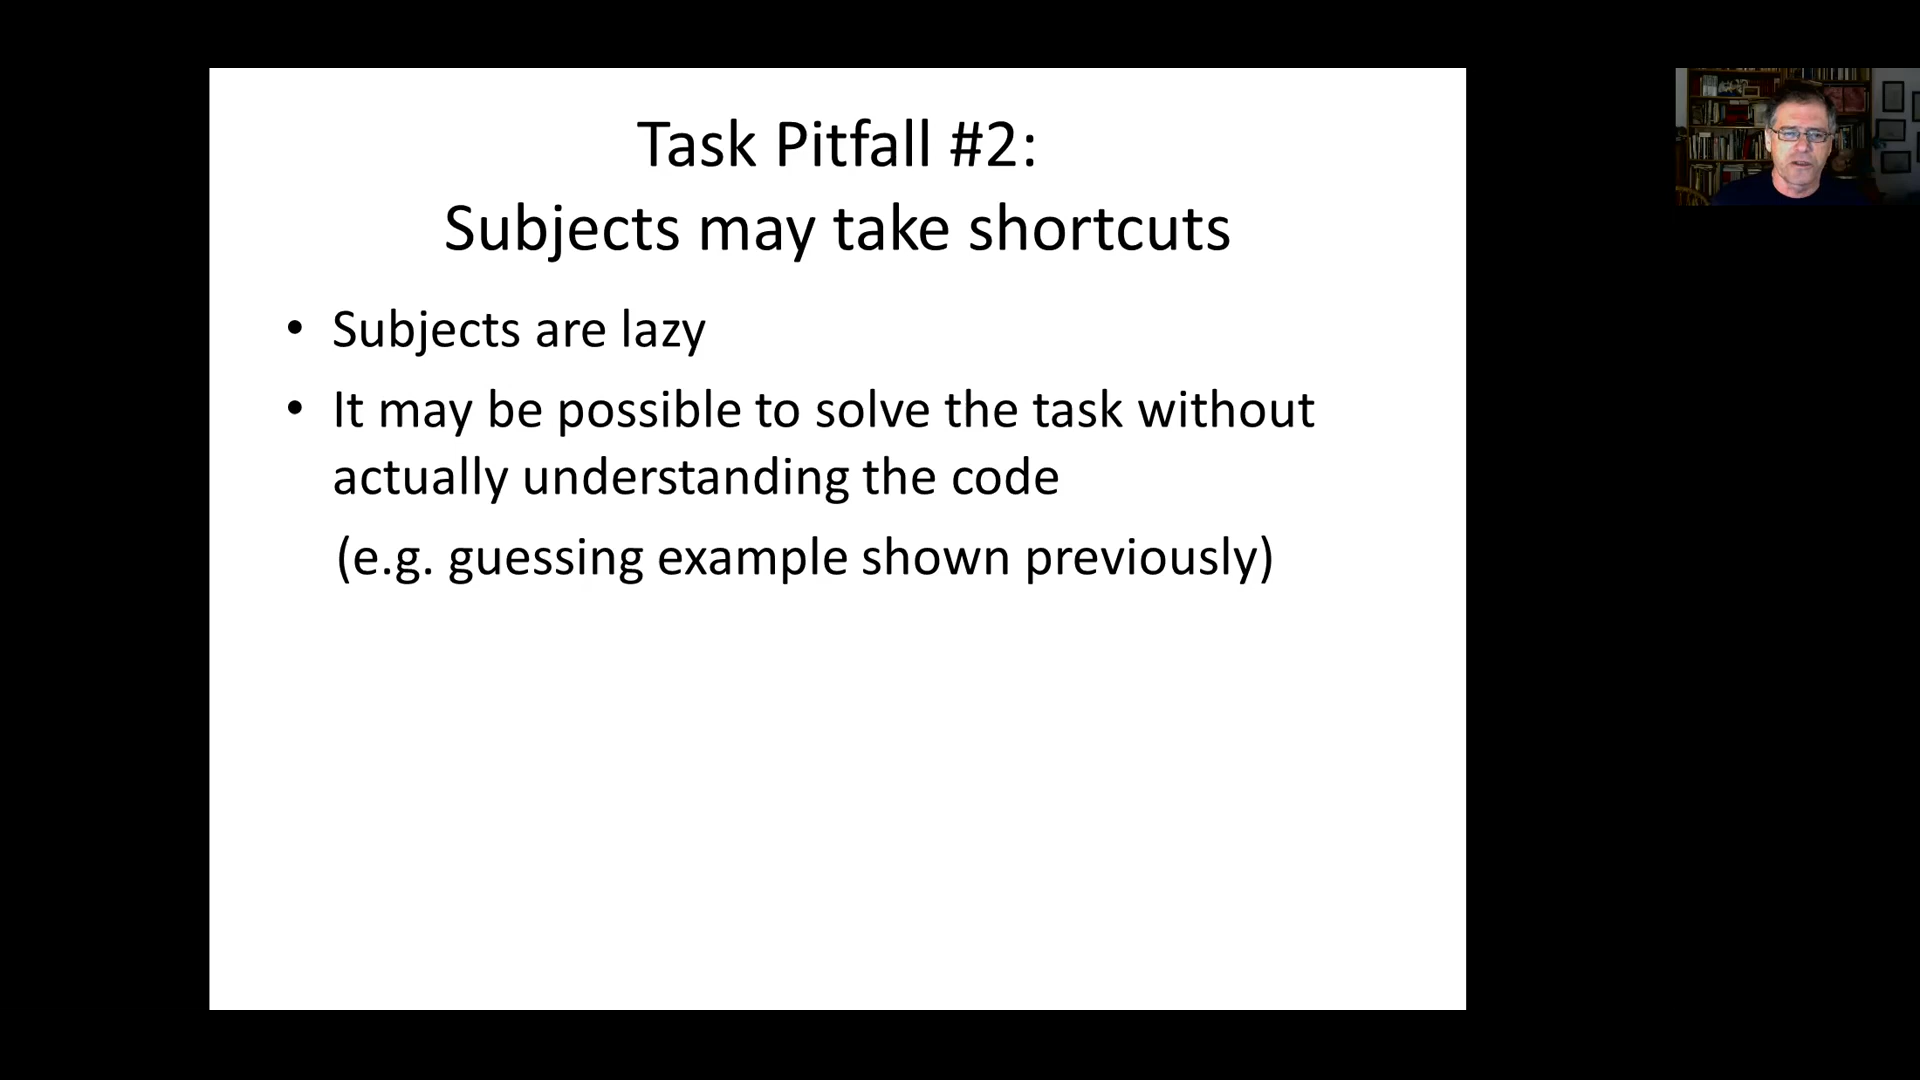 Task Pitfall #2:
Subjects may take shortcuts
• Subjects are lazy
• It may be possible to solve the task without
actually understanding the code
(e.g. guessing example shown previously)